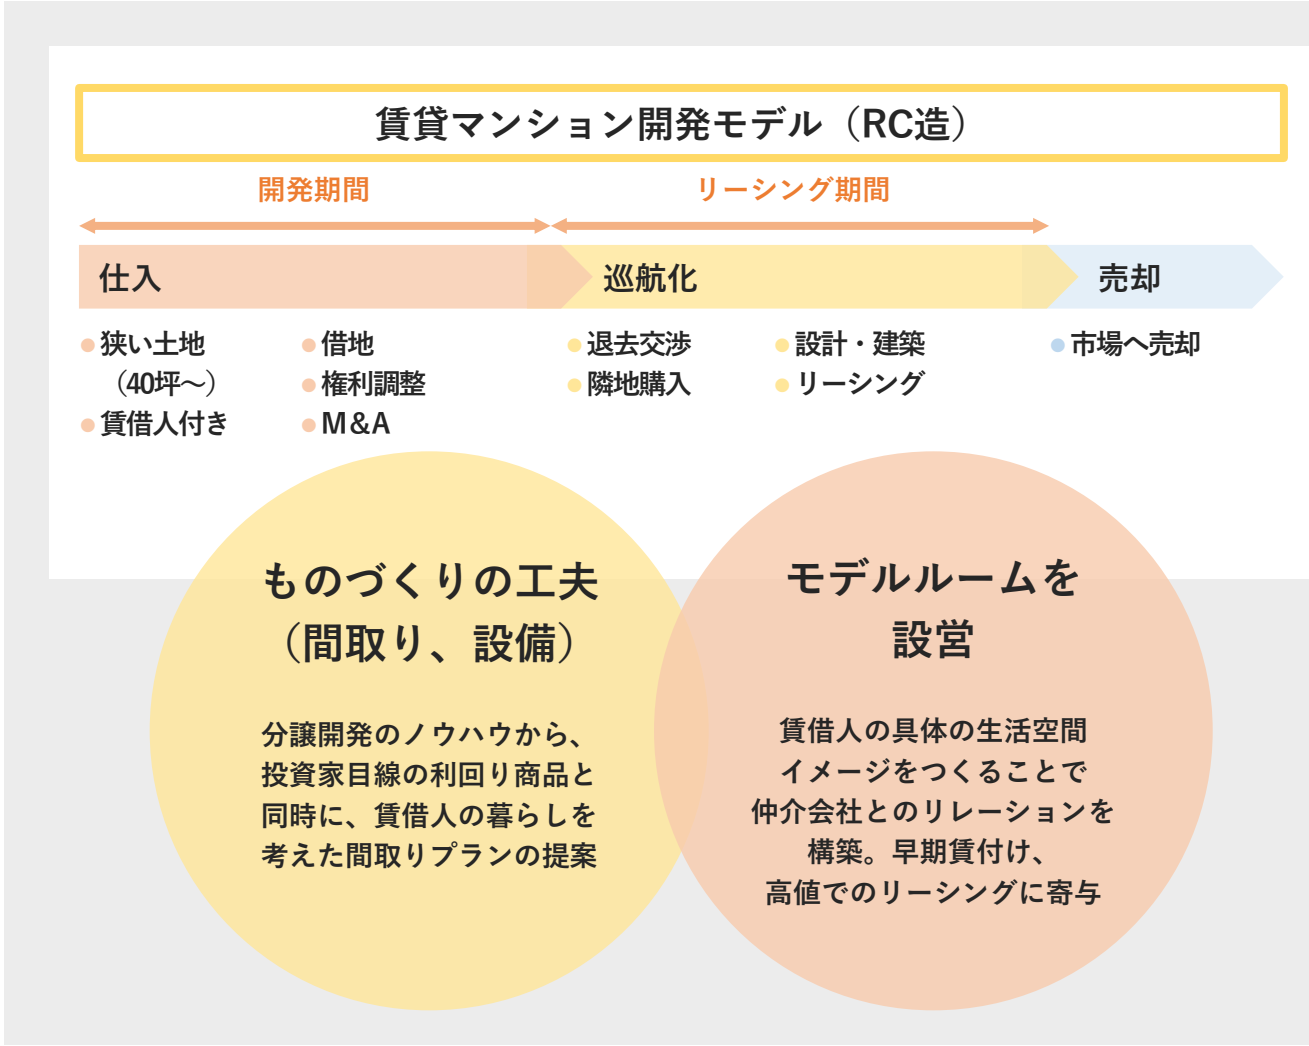 賃貸マンション開発モデル（RC造）
開発期間
リーシング期間
仕入
巡航化
売却
狭い土地
（40坪～）
賃借人付き
借地
権利調整
M&A
退去交渉
隣地購入
設計・建築
リーシング
市場へ売却
ものづくりの工夫
（間取り、設備）
分譲開発のノウハウから、
投資家目線の利回り商品と
同時に、賃借人の暮らしを
考えた間取りプランの提案
モデルルームを
設営
賃借人の具体の生活空間
イメージをつくることで
仲介会社とのリレーションを
構築。早期賃付け、
高値でのリーシングに寄与